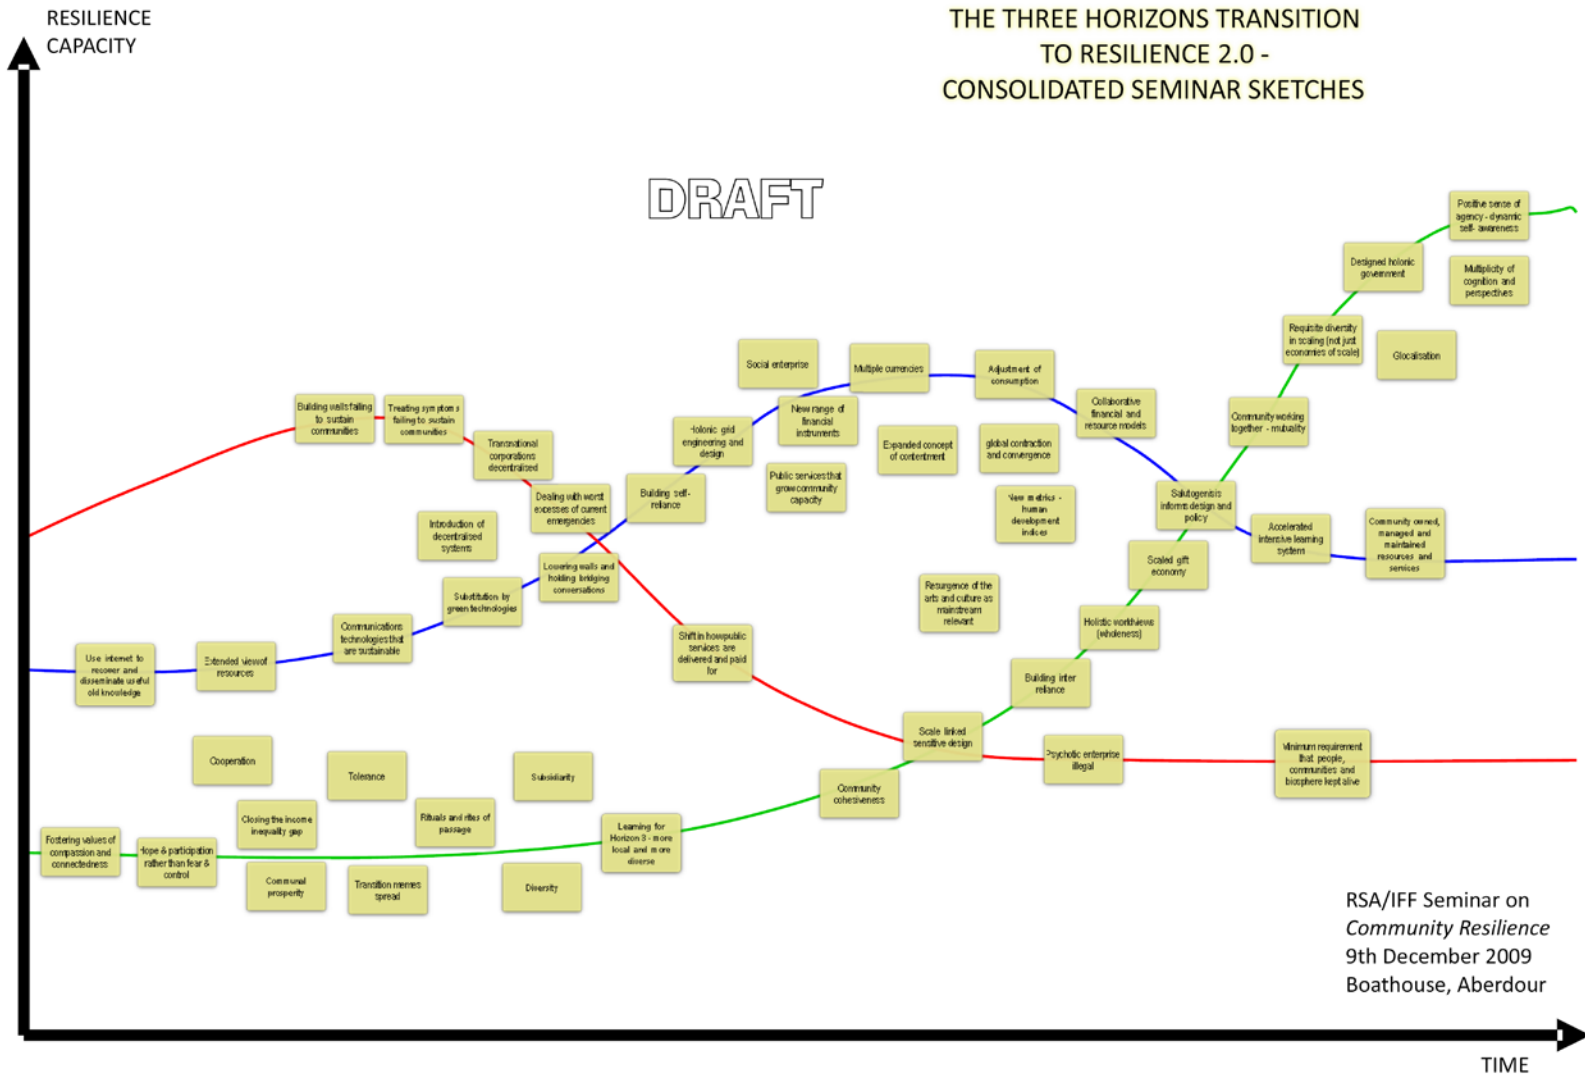 RESILIENCE
CAPACITY
THE THREE HORIZONS TRANSITION
TO RESILIENCE 2.0 -
CONSOLIDATED SEMINAR SKETCHES
DRAFT
Positive sense of
agency - dynamic
self- awareness
Designed holonic
government
Multiplicity of
cognition and
perspectives
Requisite diversity
in scaling (not just
economies of scale)
Glocalisation
Social enterprise
Multiple currencies
Adjustment of
consumption
Building walls failing
to sustain
communities
Treating symptoms
failing to sustain
communities
Transnational
corporations
decentralised
Holonic grid
engineering and
design
New range of
financial
instruments
Collaborative
financial and
resource models
Community working
together - mutuality
Expanded concept
of contentment
global contraction
and convergence
Dealing with worst
excesses of current
emergencies
Building self-
reliance
Public services that
grow community
capacity
New metrics -
human
development
indices
Salutogenisis
informs design and
policy
Introduction of
decentralised
systems
Accelerated
intensive learning
system
Community owned,
managed and
maintained
resources and
services
Lowering walls and
holding bridging
conversations
Scaled gift
economy
Substitution by
green technologies
Resurgence of the
arts and culture as
mainstream
relevant
Communications
technologies that
are sustainable
Holistic worldviews
(wholeness)
Use internet to
recover and
disseminate useful
old knowledge
Extended view of
resources
Shift in how public
services are
delivered and paid
for
Building inter
reliance
Scale linked
sensitive design
Cooperation
Tolerance
Subsidiarity
Psychotic enterprise
illegal
Minimum requirement
that people,
communities and
biosphere kept alive
Community
cohesiveness
Closing the income
inequality gap
Rituals and rites of
passage
Learning for
Horizon 3 - more
local and more
diverse
Fostering values of
compassion and
connectedness
Hope & participation
rather than fear &
control
Communal
prosperity
Transition memes
spread
Diversity
RSA/IFF Seminar on
Community Resilience
9th December 2009
Boathouse, Aberdour
TIME